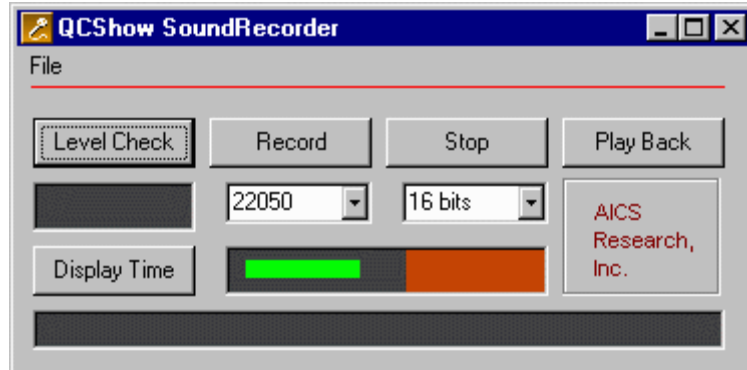 QCShow SoundRecorder
File
Level Check
Record
Stop
Play Back
22050
16 bits
AICS
Research,
Inc.
Display Time